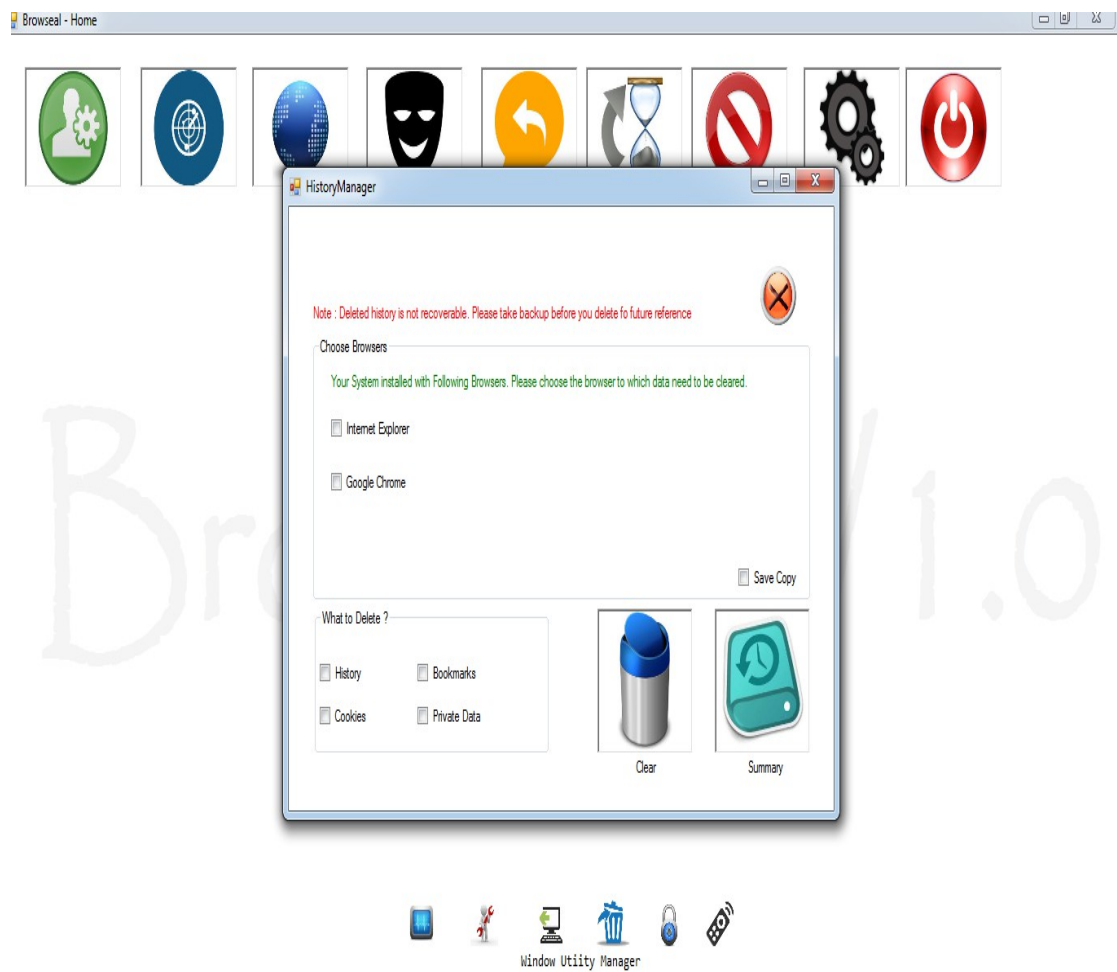 Browseal - Home
HistoryManager
Note : Deleted history is not recoverable. Please take backup before you delete fo future reference
Choose Browsers
Your System installed with Following Browsers. Please choose the browser to which data need to be cleared.
Internet Explorer
Google Chrome
Save Copy
What to Delete ?
History
Bookmarks
Cookies
Private Data
Clear
Summary
Window Utiity Manager